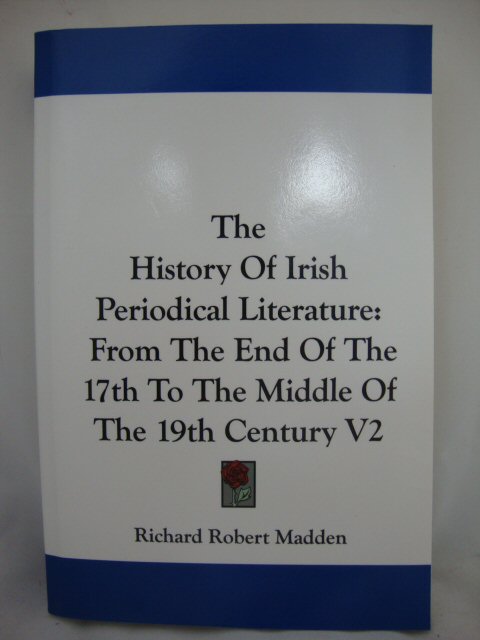 The
History Of Irish
Periodical Literature:
From The End Of The
17th To The Middle Of
The 19th Century V2
Richard Robert Madden